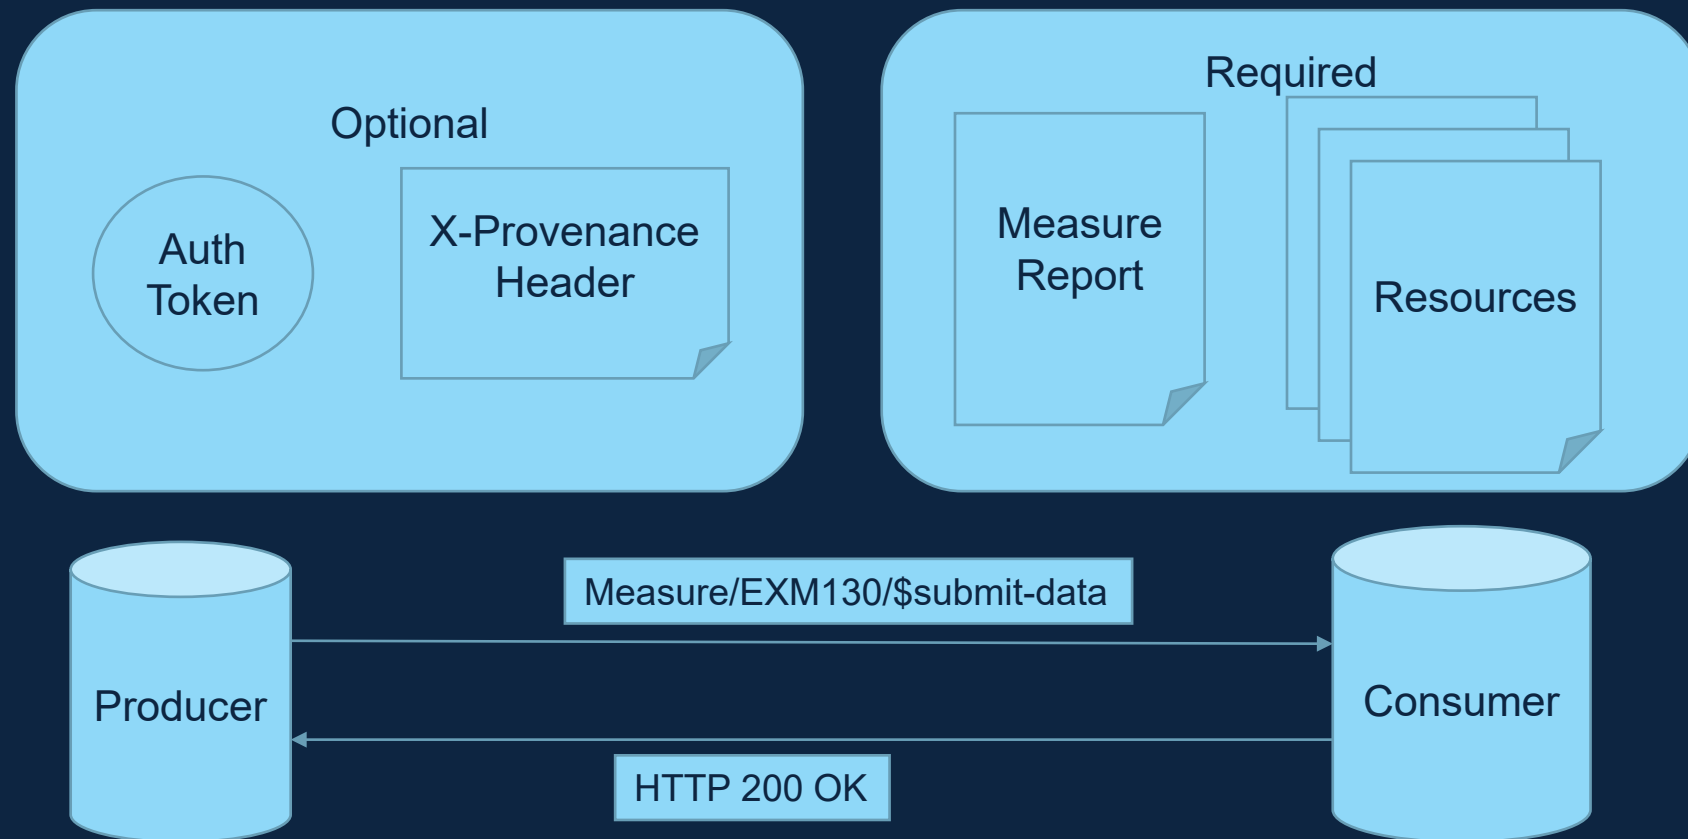 Optional
Auth
Token
X-Provenance
Header
Required
Measure
Report
Resources
Producer
Measure/EXM130/$submit-data
HTTP 200 OK
Consumer